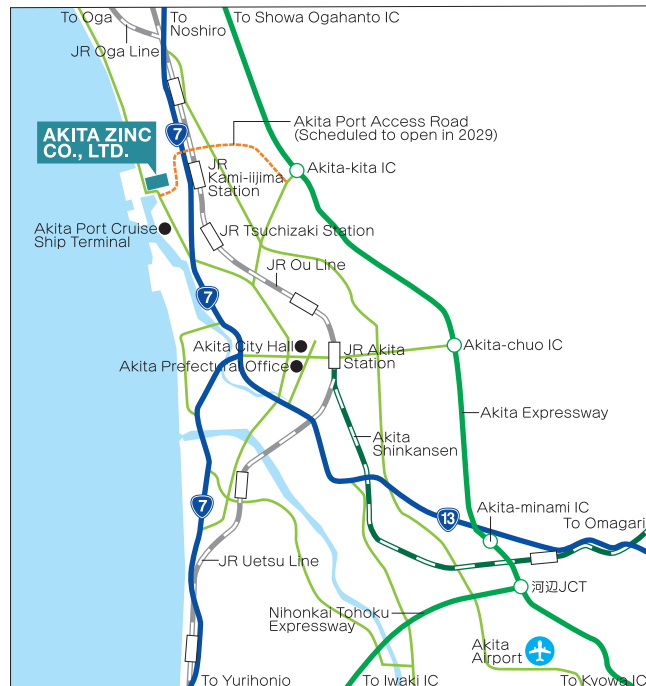 To Oga
To
Noshiro
To Showa Ogahanto IC
JR Oga Line
Akita Port Access Road
(Scheduled to open in 2029)
7
AKITA ZINC
CO., LTD.
JR
Kami-iijima
Station
Akita-kita IC
Akita Port Cruise
Ship Terminal
JR Tsuchizaki Station
JR Ou Line
7
Akita City Hall
Akita Prefectural Office
JR Akita
Station
Akita-chuo IC
Akita Expressway
Akita
Shinkansen
7
13
Akita-minami IC
To Omagari
JR Uetsu Line
河辺JCT
Nihonkai Tohoku
Expressway
Akita
Airport
To Yurihonjo
To Iwaki IC
To Kyowa IC